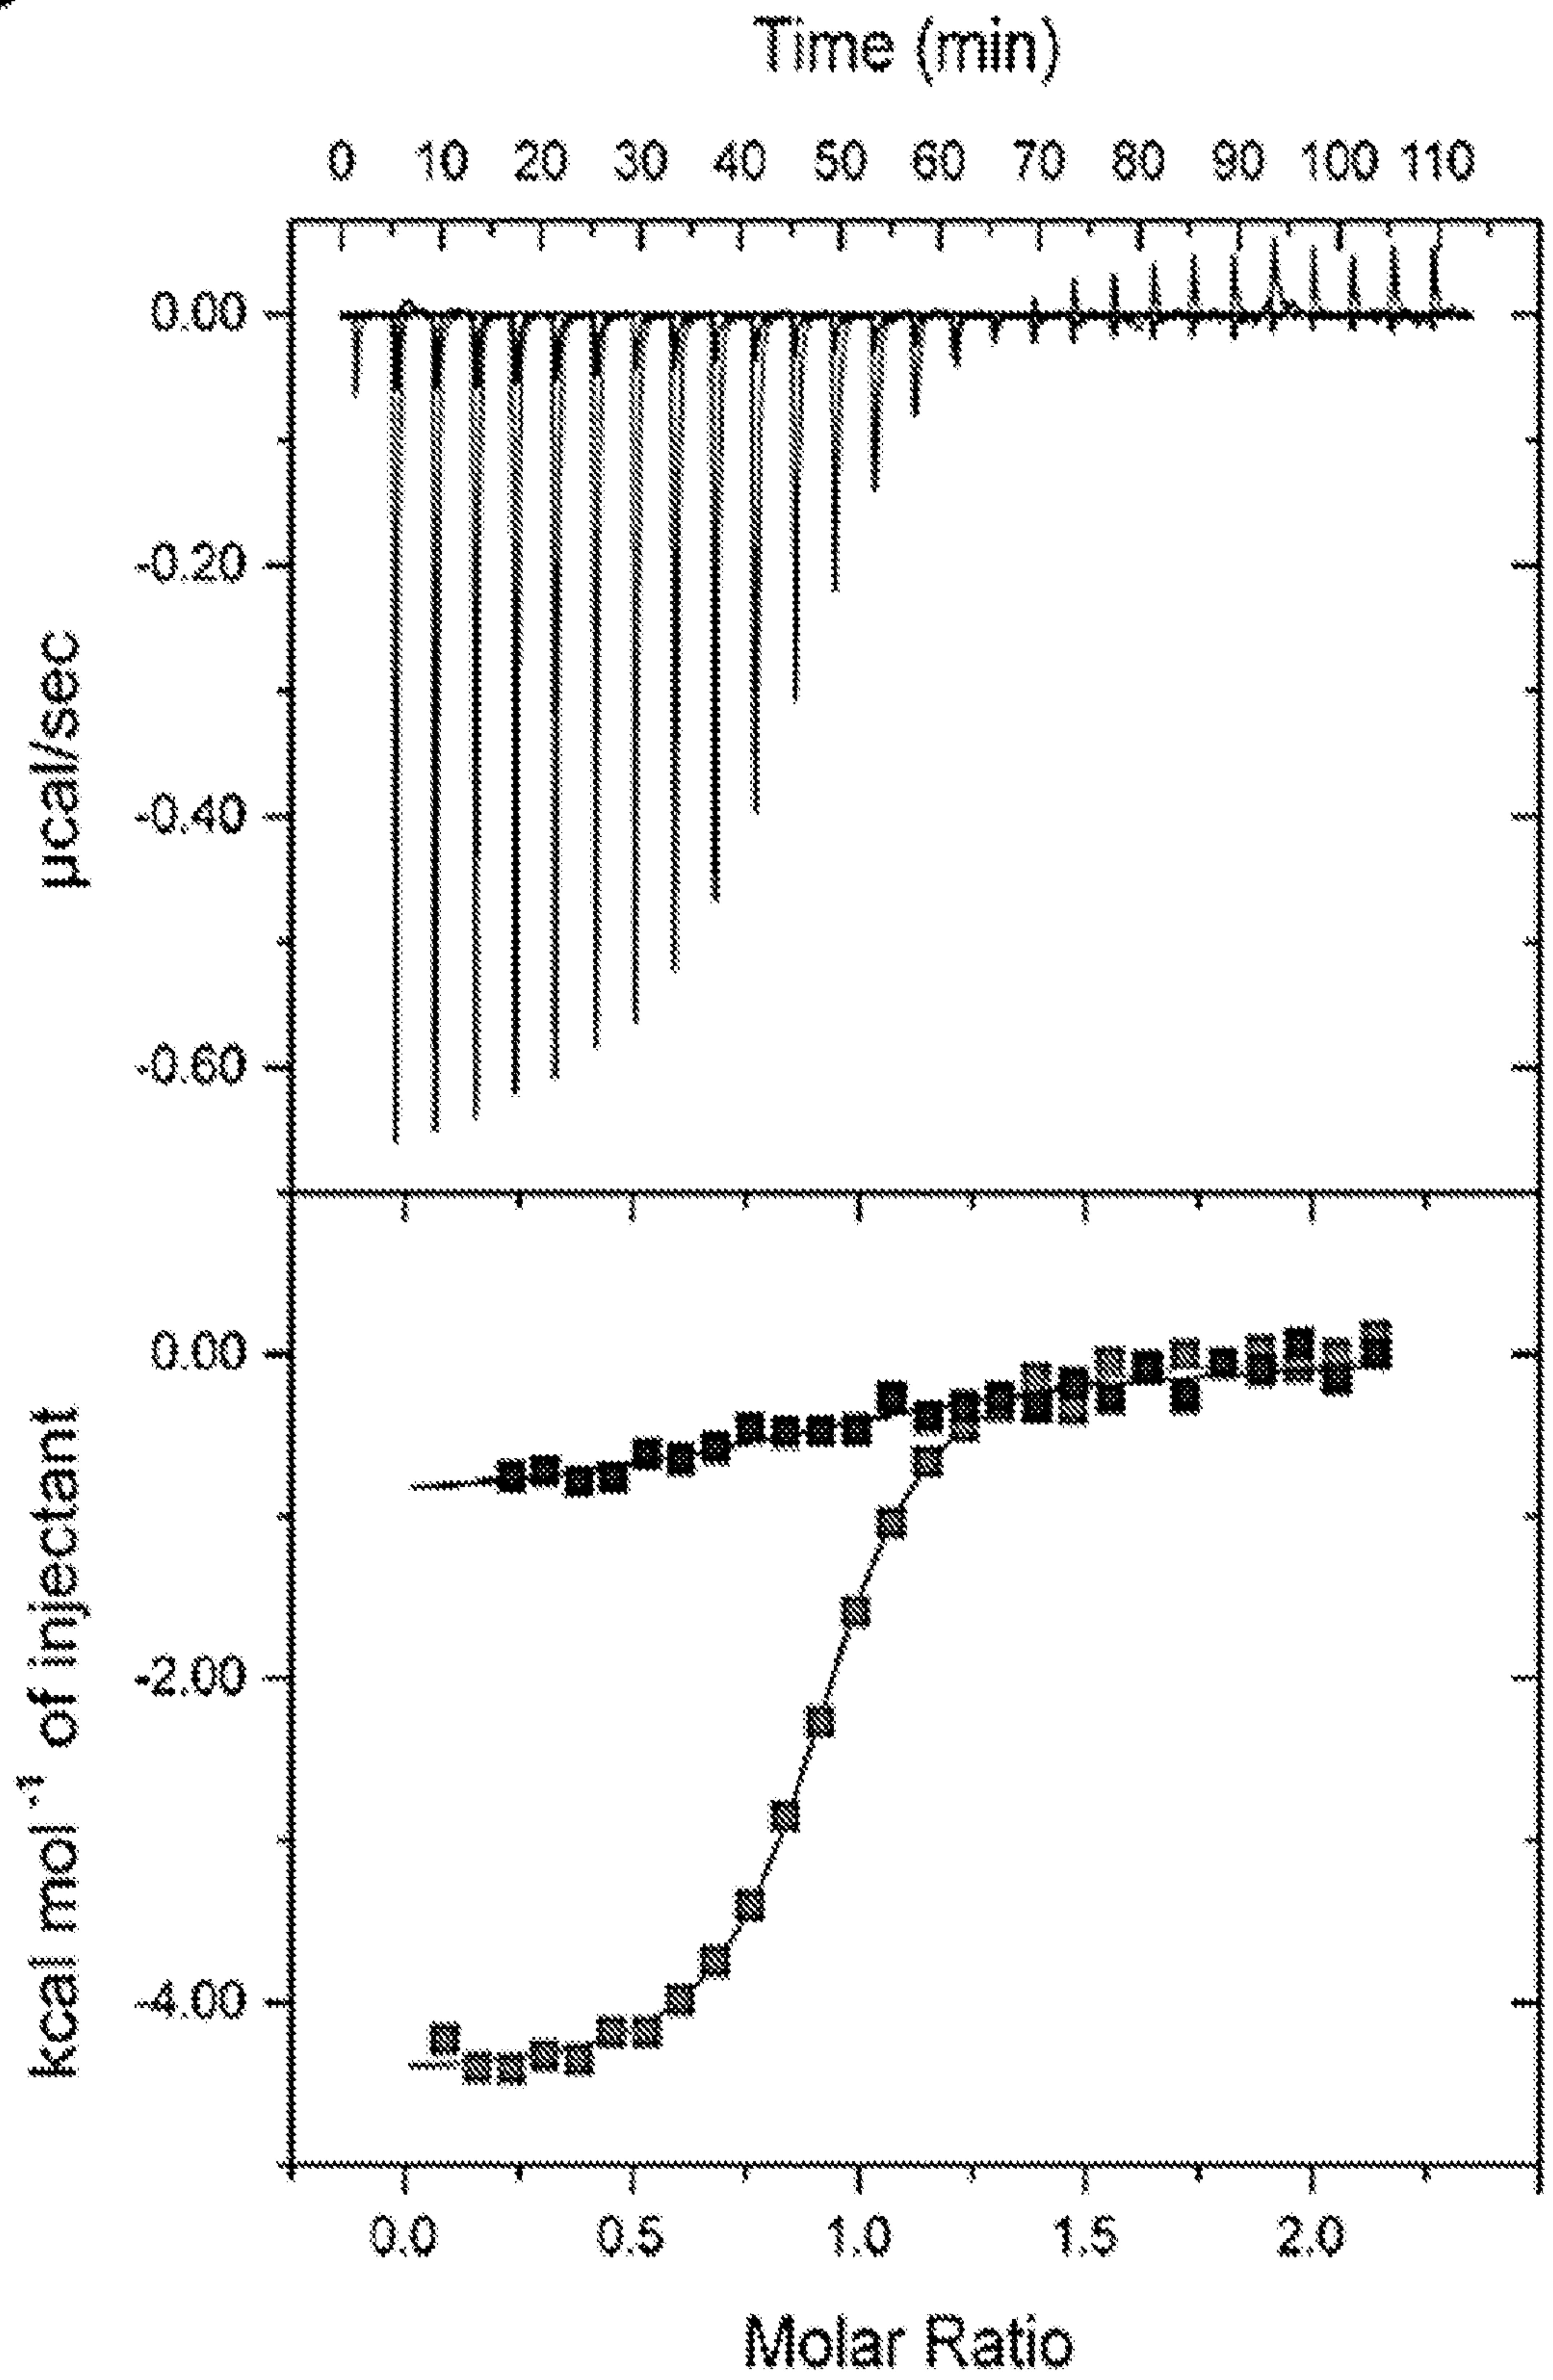 Time (min)
0 10 20 30 40 50 60 70 80 90 100 110
0.00
-0.20
-0.40
-0.60
µcal/sec
0.00
-2.00
-4.00
kcal mol⁻¹ of injectant
0.0 0.5 1.0 1.5 2.0
Molar Ratio